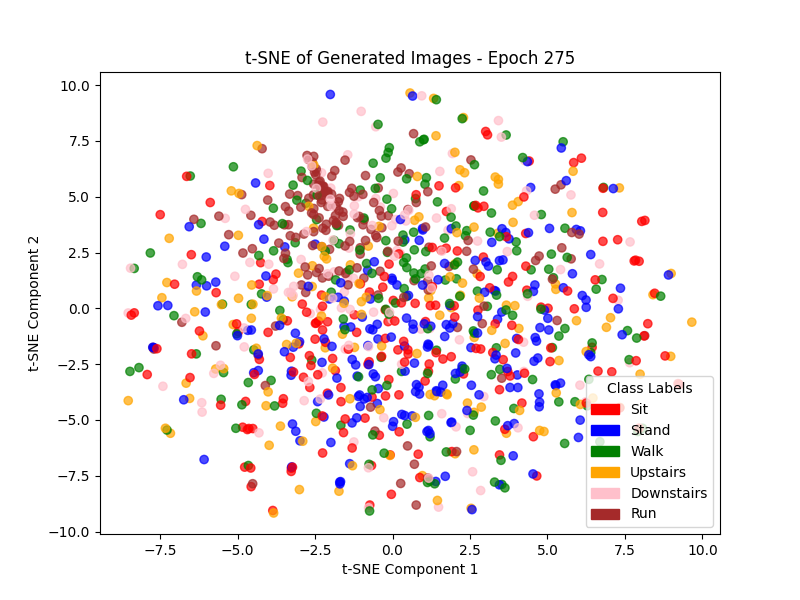 t-SNE of Generated Images - Epoch 275
t-SNE Component 2
10.0
7.5
5.0
2.5
0.0
−2.5
−5.0
−7.5
−10.0
Class Labels
Sit
Stand
Walk
Upstairs
Downstairs
Run
−7.5
−5.0
−2.5
0.0
2.5
5.0
7.5
10.0
t-SNE Component 1